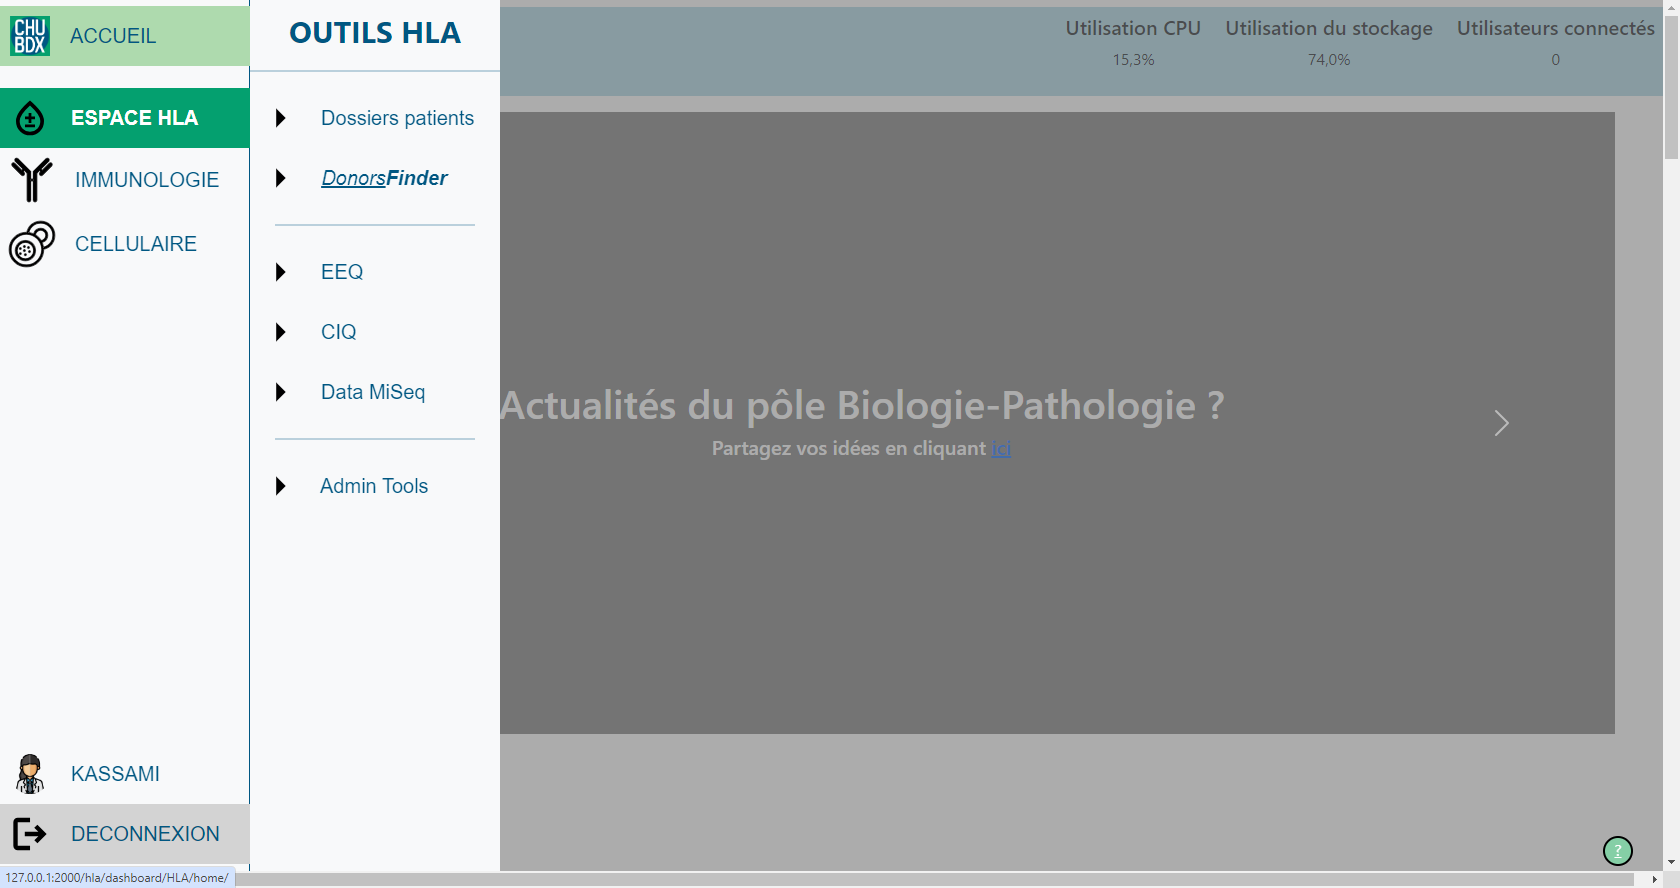 CHU
BDX
ACCUEIL
ESPACE HLA
IMMUNOLOGIE
CELLULAIRE
KASSAMI
DECONNEXION
127.0.0.1:2000/hla/dashboard/HLA/home/
OUTILS HLA
Dossiers patients
DonorsFinder
EEQ
CIQ
Data MiSeq
Admin Tools
Utilisation CPU Utilisation du stockage Utilisateurs connectés
15,3% 74,0% 0
Actualités du pôle Biologie-Pathologie ?
Partagez vos idées en cliquant ici
?